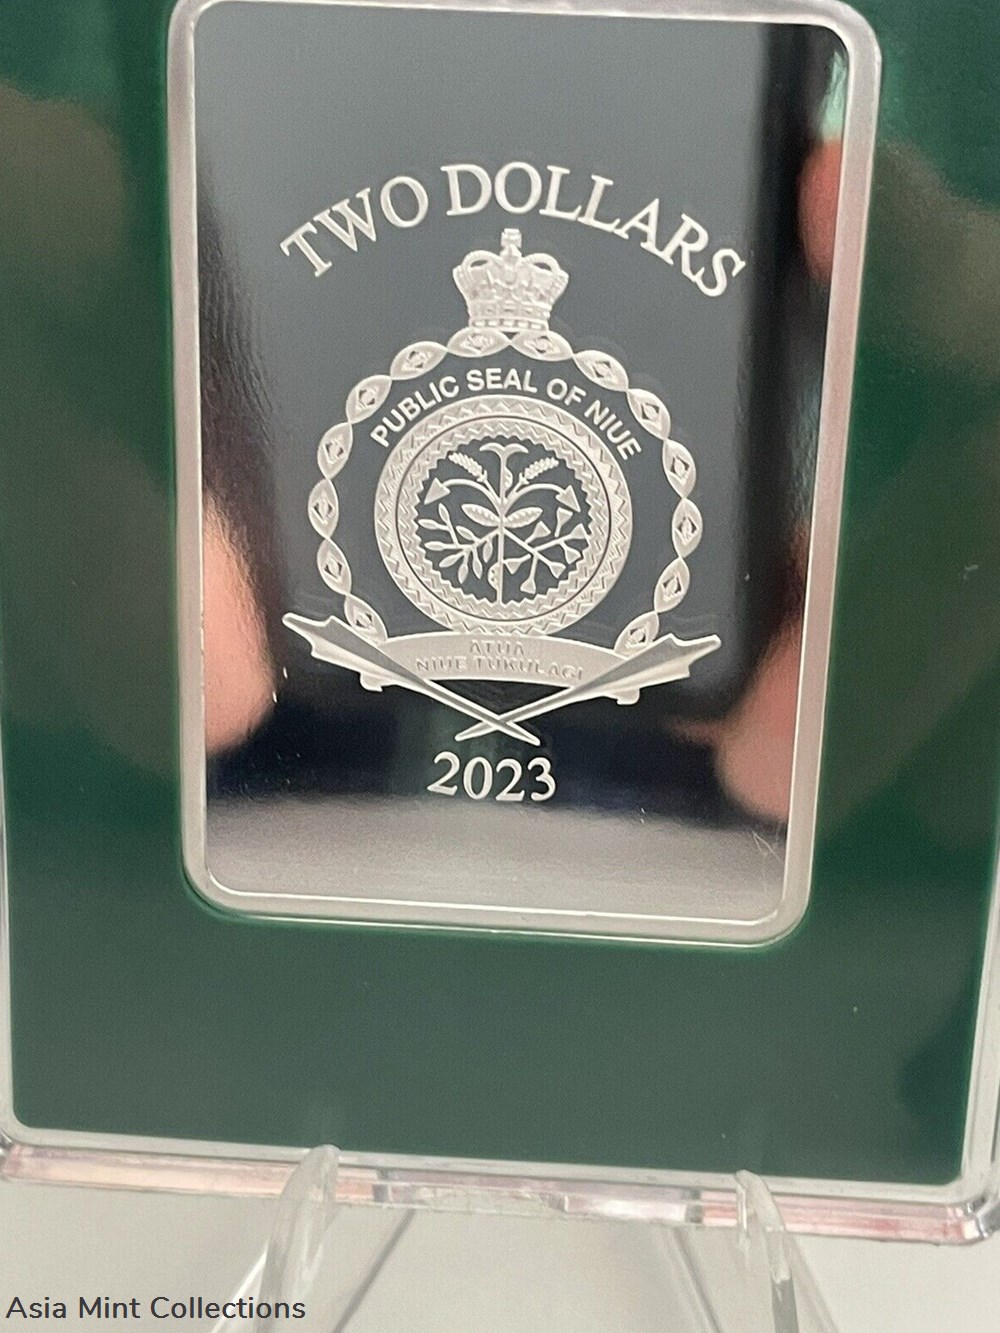 TWO DOLLARS
PUBLIC SEAL OF NIUE
ATUA
NIUE TUKULAGI
2023
Asia Mint Collections